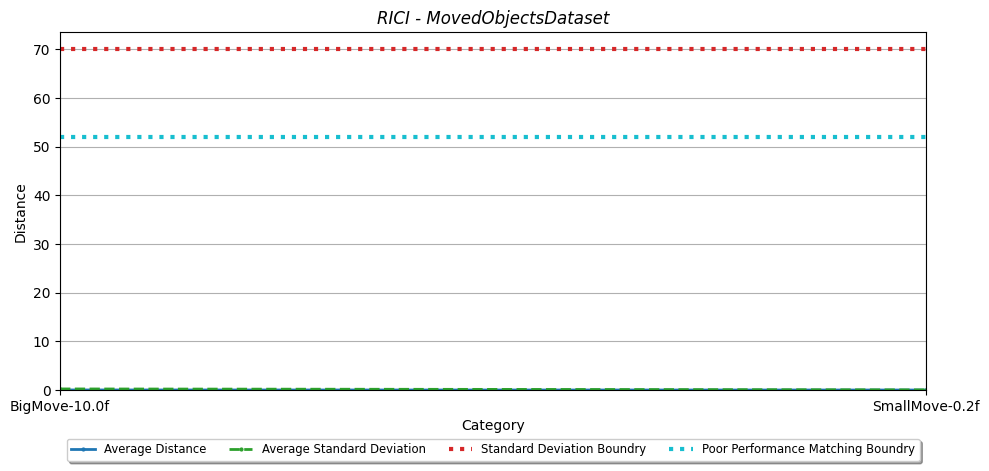 RICI - MovedObjectsDataset
70
60
50
40
30
20
10
0
Distance
BigMove-10.0f
SmallMove-0.2f
Category
Average Distance
Average Standard Deviation
Standard Deviation Boundry
Poor Performance Matching Boundry